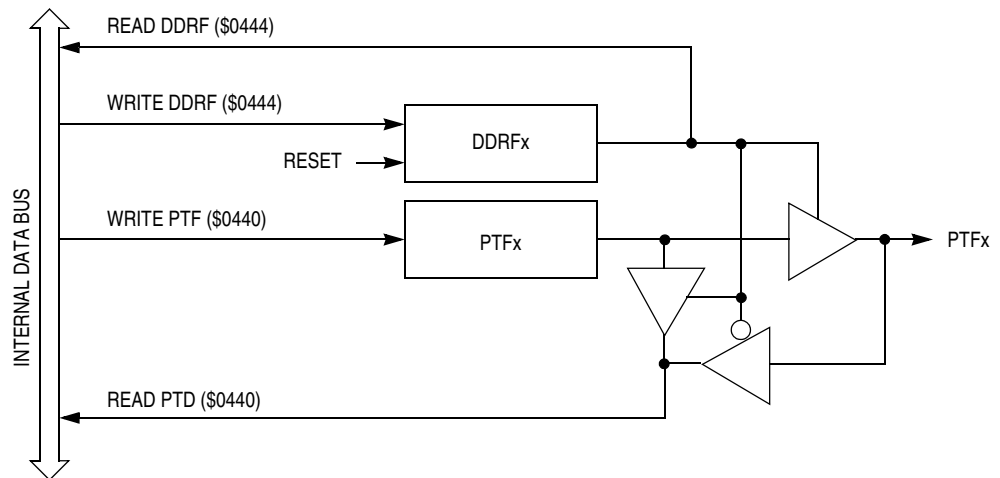 READ DDRF ($0444)
WRITE DDRF ($0444)
DDRFx
RESET
INTERNAL DATA BUS
WRITE PTF ($0440)
PTFx
PTFx
READ PTD ($0440)